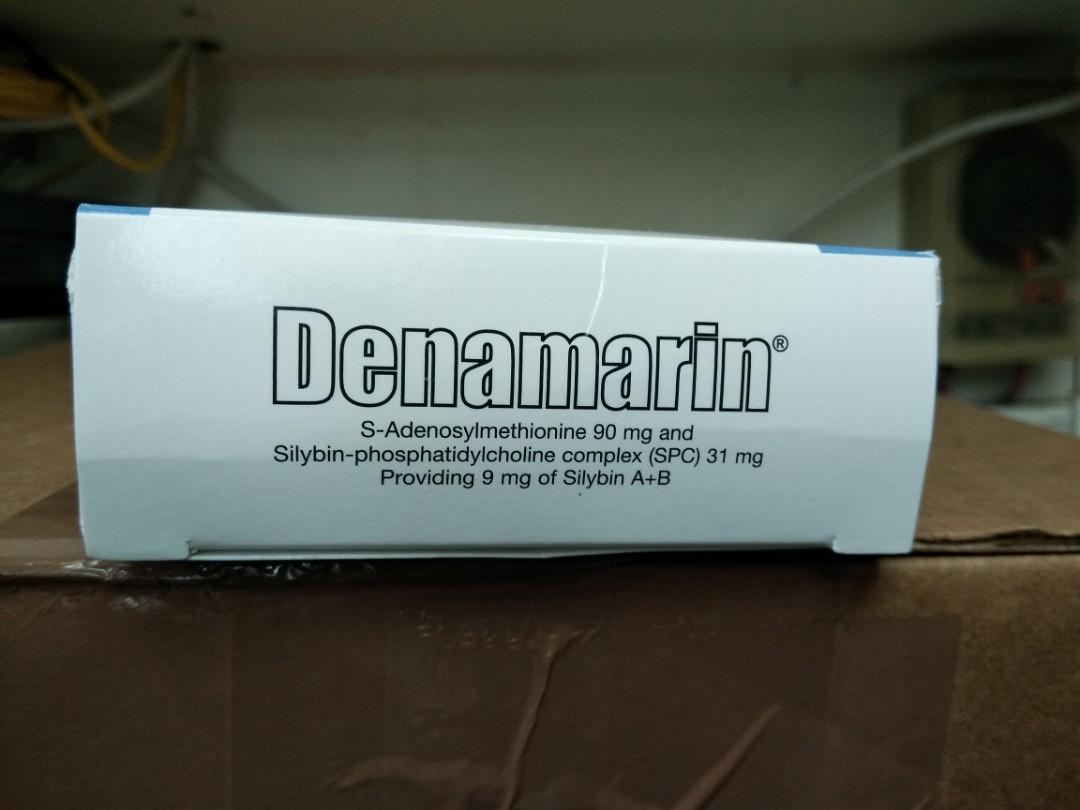 Denamarin®
S-Adenosylmethionine 90 mg and
Silybin-phosphatidylcholine complex (SPC) 31 mg
Providing 9 mg of Silybin A+B